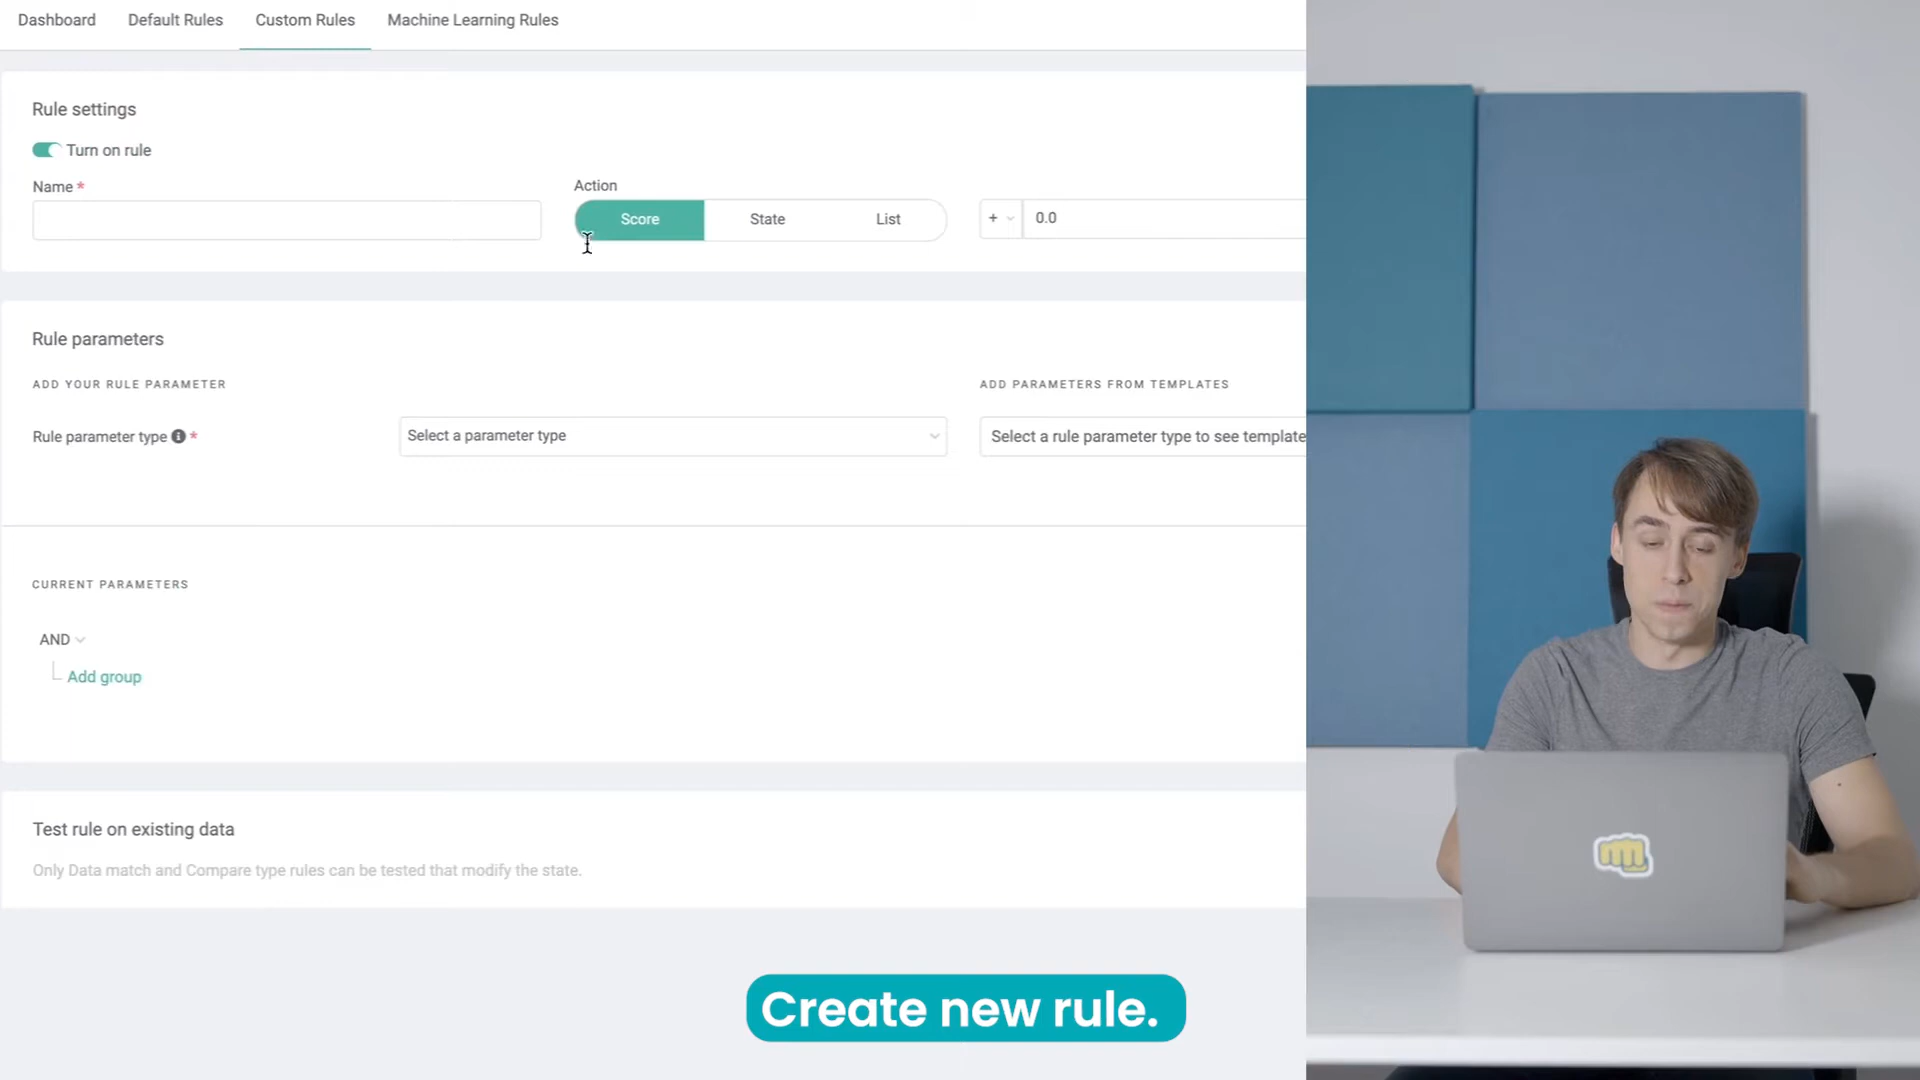 Dashboard Default Rules Custom Rules Machine Learning Rules
Rule settings
Turn on rule
Name *
Action
Score State List
+ 0.0
Rule parameters
ADD YOUR RULE PARAMETER
ADD PARAMETERS FROM TEMPLATES
Rule parameter type *
Select a parameter type
Select a rule parameter type to see template
CURRENT PARAMETERS
AND
Add group
Test rule on existing data
Only Data match and Compare type rules can be tested that modify the state.
Create new rule.